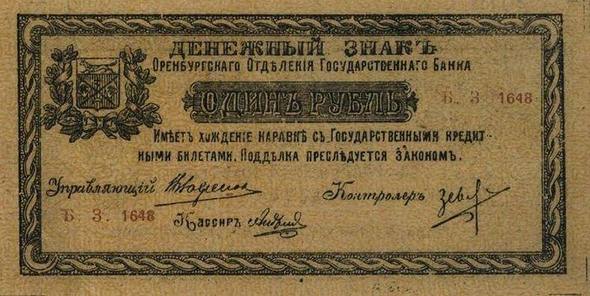 ДЕНЕЖНЫЙ ЗНАКЪ
ОРЕНБУРГСКАГО ОТДѢЛЕНІЯ ГОСУДАРСТВЕННАГО БАНКА
ОДИНЪ РУБЛЬ
Б. З. 1648
ИМѢЕТЪ ХОЖДЕНІЕ НАРАВНѢ СЪ ГОСУДАРСТВЕННЫМИ КРЕДИТ-
НЫМИ БИЛЕТАМИ. ПОДДѢЛКА ПРЕСЛѢДУЕТСЯ ЗАКОНОМЪ.
Управляющій
Контролеръ
Б. З. 1648
Кассиръ